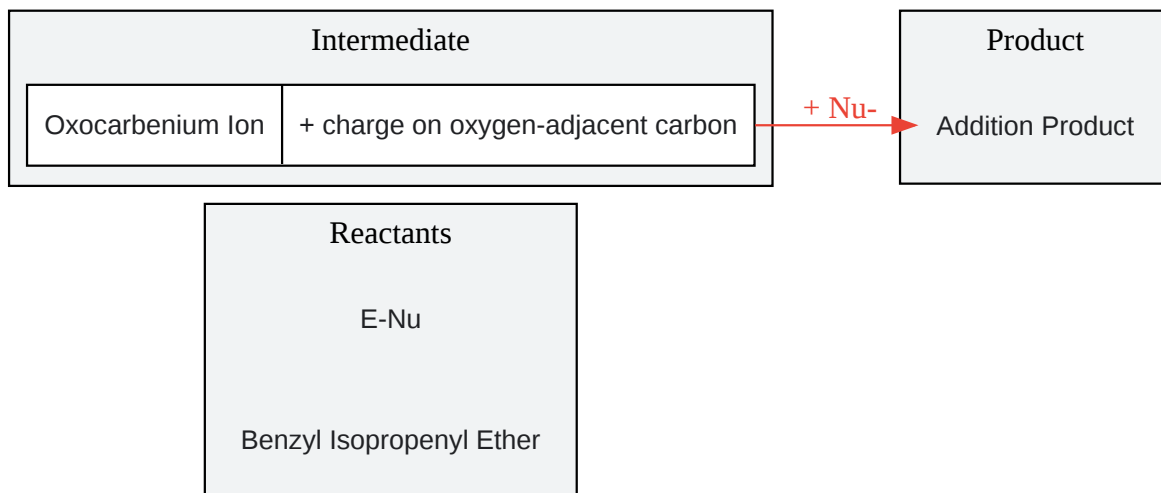 Intermediate
Oxocarbenium Ion
+ charge on oxygen-adjacent carbon
+ Nu-
Product
Addition Product
Reactants
E-Nu
Benzyl Isopropenyl Ether